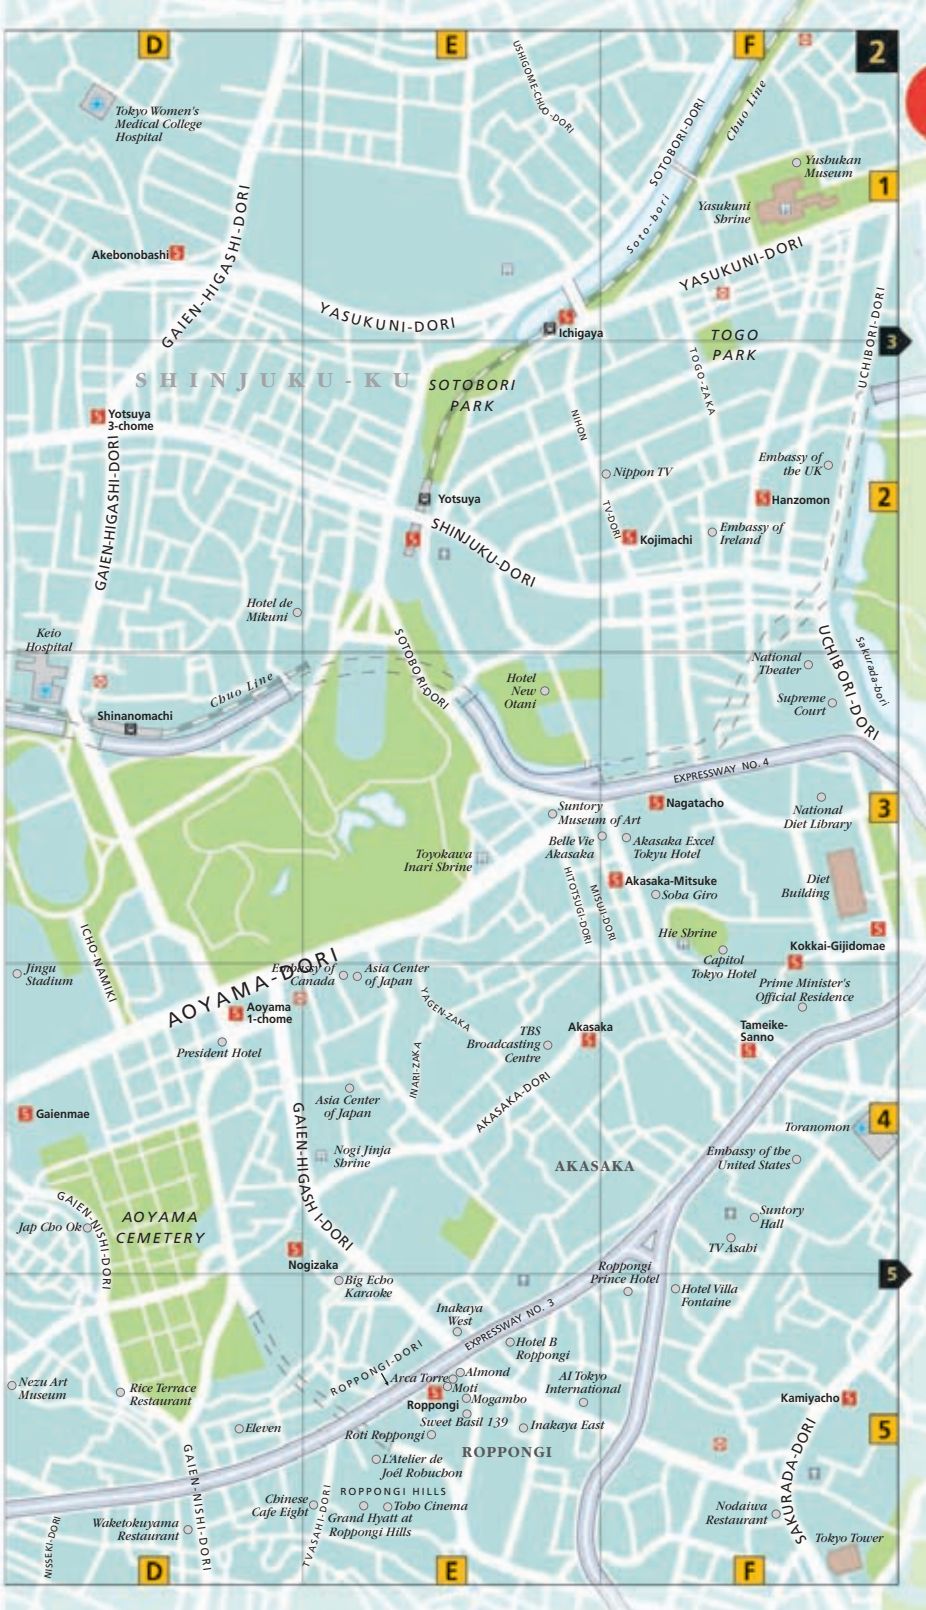 D
E
F
2
USHIGOME-CHUO-DORI
SOTOBORI-DORI
Chuo Line
Tokyo Women's
Medical College
Hospital
Yushukan
Museum
1
Yasukuni
Shrine
Soto-bori
Akebonobashi
GAIEN-HIGASHI-DORI
YASUKUNI-DORI
YASUKUNI-DORI
UCHIBORI-DORI
Ichigaya
TOGO
PARK
3
TOGO-ZAKA
SHINJUKU-KU
SOTOBORI
PARK
Yotsuya
3-chome
NIHON
TV-DORI
Nippon TV
Embassy of
the UK
GAIEN-HIGASHI-DORI
Yotsuya
Hanzomon
2
SHINJUKU-DORI
Kojimachi
Embassy of
Ireland
Hotel de
Mikuni
Keio
Hospital
SOTOBORI-DORI
UCHIBORI-DORI
Sakurada-bori
National
Theater
Chuo Line
Hotel
New
Otani
Supreme
Court
Shinanomachi
EXPRESSWAY NO. 4
Nagatacho
National
Diet Library
3
Suntory
Museum of Art
Belle Vie
Akasaka
Akasaka Excel
Tokyu Hotel
Toyokawa
Inari Shrine
HITOTSUGI-DORI
MISUJI-DORI
Akasaka-Mitsuke
Soba Giro
Diet
Building
ICHO-NAMIKI
Hie Shrine
Kokkai-Gijidomae
Capitol
Tokyo Hotel
Jingu
Stadium
AOYAMA-DORI
Embassy of
Canada
Asia Center
of Japan
Prime Minister's
Official Residence
Aoyama
1-chome
YAGEN-ZAKA
TBS
Broadcasting
Centre
Akasaka
Tameike-
Sanno
President Hotel
INARI-ZAKA
AKASAKA-DORI
Asia Center
of Japan
Gaienmae
GAIEN-HIGASHI-DORI
Toranomon
4
Nogi Jinja
Shrine
AKASAKA
Embassy of the
United States
GAIEN-NISHI-DORI
Jap Cho Ok
AOYAMA
CEMETERY
Suntory
Hall
TV Asahi
Nogizaka
Roppongi
Prince Hotel
5
Big Echo
Karaoke
Hotel Villa
Fontaine
Inakaya
West
EXPRESSWAY NO. 3
Hotel B
Roppongi
ROPPONGI-DORI
Nezu Art
Museum
Rice Terrace
Restaurant
Arca Torre
Almond
Moti
Mogambo
AI Tokyo
International
Roppongi
Kamiyacho
Sweet Basil 139
Eleven
Roti Roppongi
Inakaya East
5
ROPPONGI
L'Atelier de
Joél Robuchon
SAKURADA-DORI
GAIEN-NISHI-DORI
ROPPONGI HILLS
Chinese
Cafe Eight
Toho Cinema
Grand Hyatt at
Roppongi Hills
TV ASAHI-DORI
Nodaiwa
Restaurant
Waketokuyama
Restaurant
NISSEKI-DORI
Tokyo Tower
D
E
F